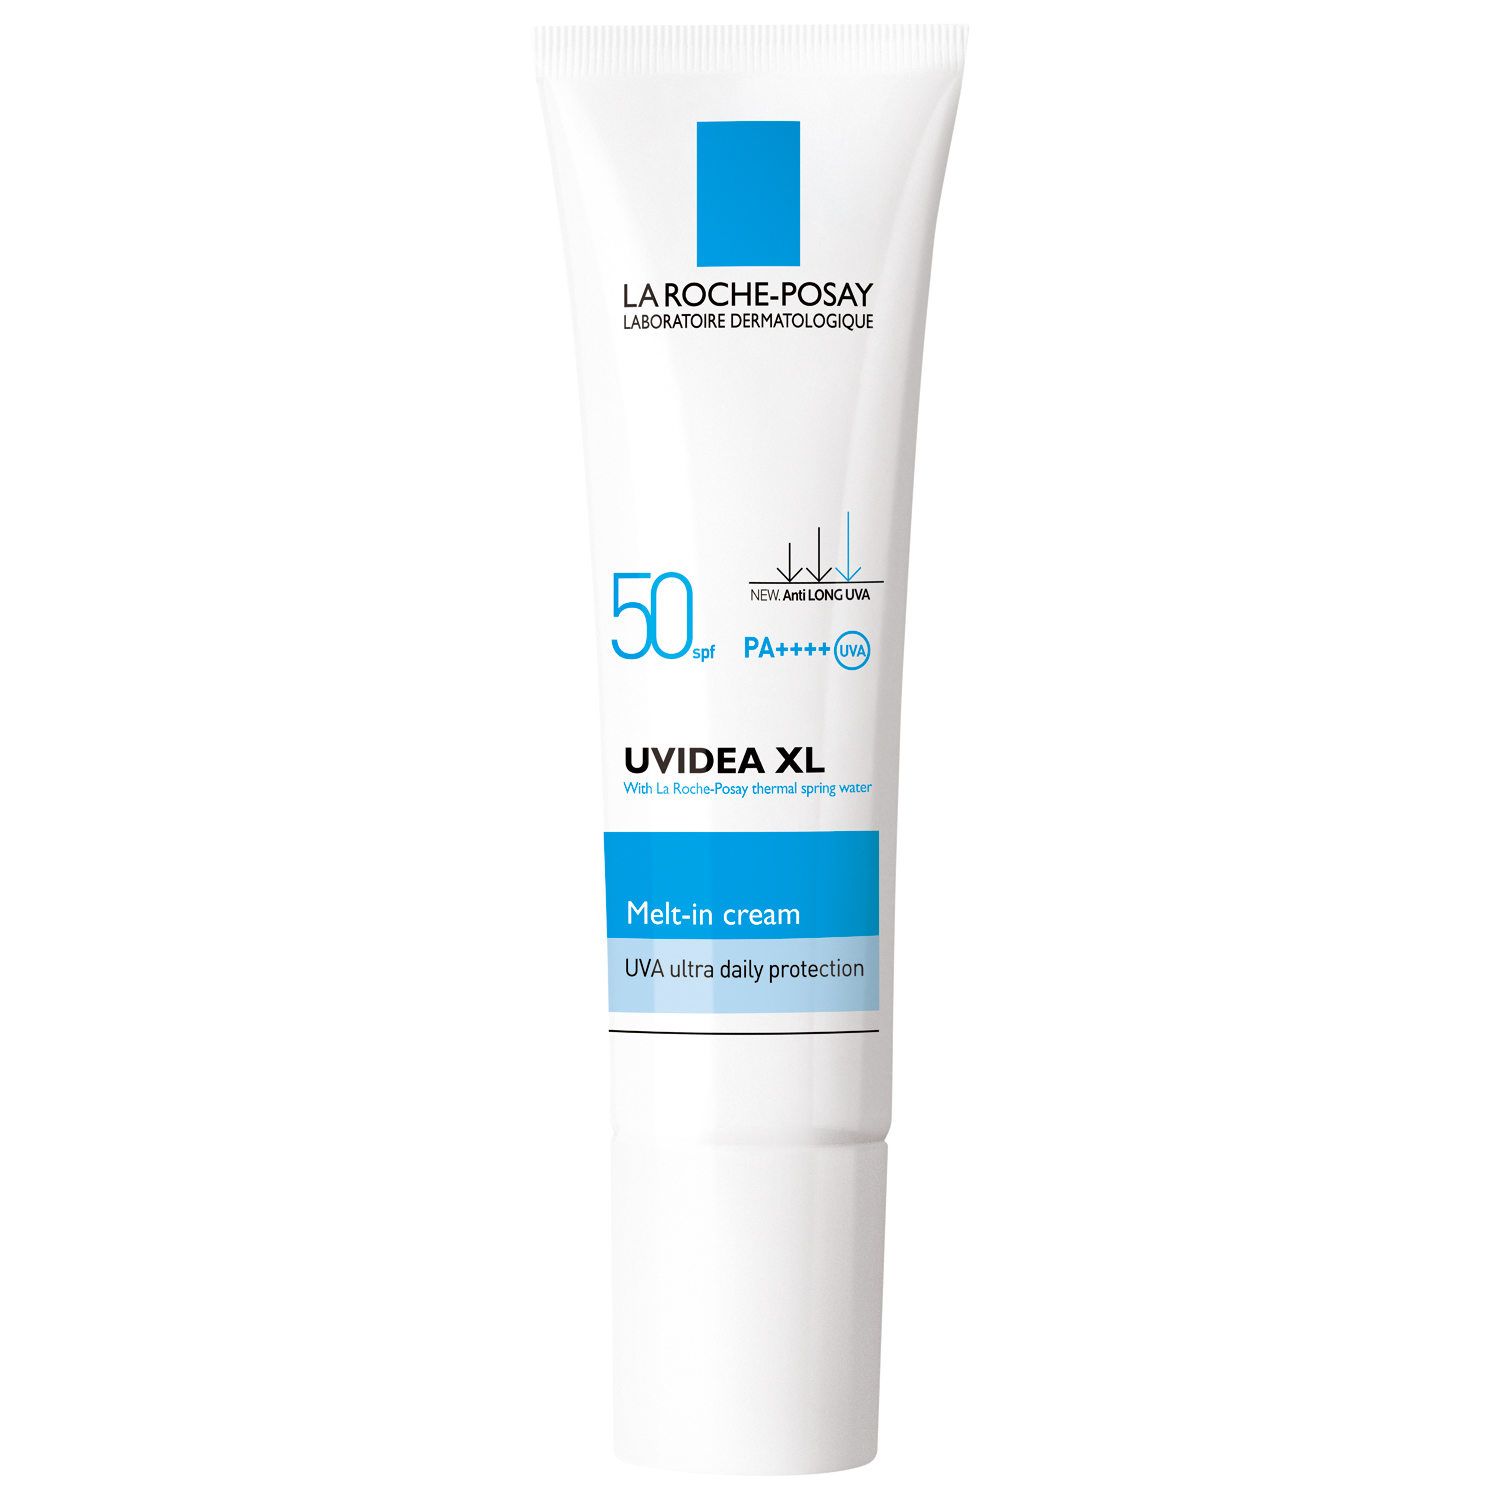 LA ROCHE-POSAY
LABORATOIRE DERMATOLOGIQUE
NEW. Anti LONG UVA
50 spf PA++++ UVA
UVIDEA XL
With La Roche-Posay thermal spring water
Melt-in cream
UVA ultra daily protection